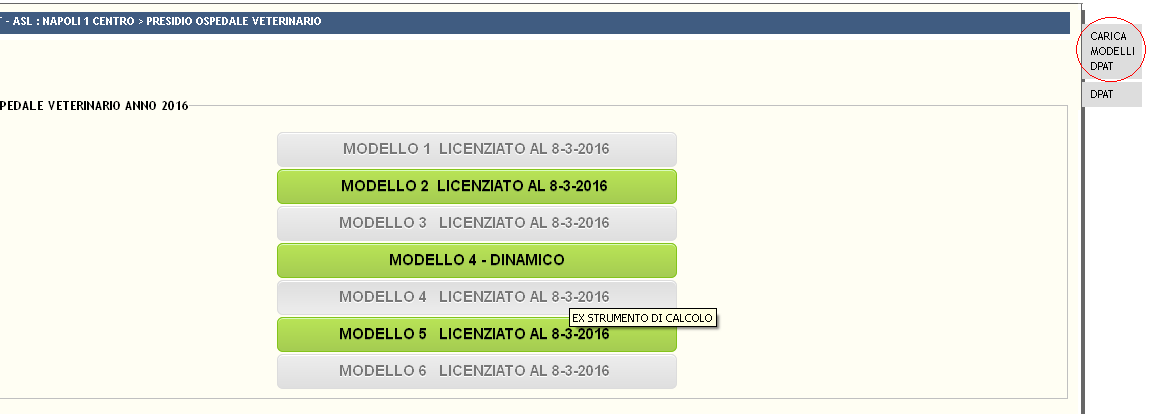 - ASL : NAPOLI 1 CENTRO > PRESIDIO OSPEDALE VETERINARIO
CARICA
MODELLI
DPAT
DPAT
PEDALE VETERINARIO ANNO 2016
MODELLO 1 LICENZIATO AL 8-3-2016
MODELLO 2 LICENZIATO AL 8-3-2016
MODELLO 3 LICENZIATO AL 8-3-2016
MODELLO 4 - DINAMICO
MODELLO 4 LICENZIATO AL 8-3-2016
EX STRUMENTO DI CALCOLO
MODELLO 5 LICENZIATO AL 8-3-2016
MODELLO 6 LICENZIATO AL 8-3-2016